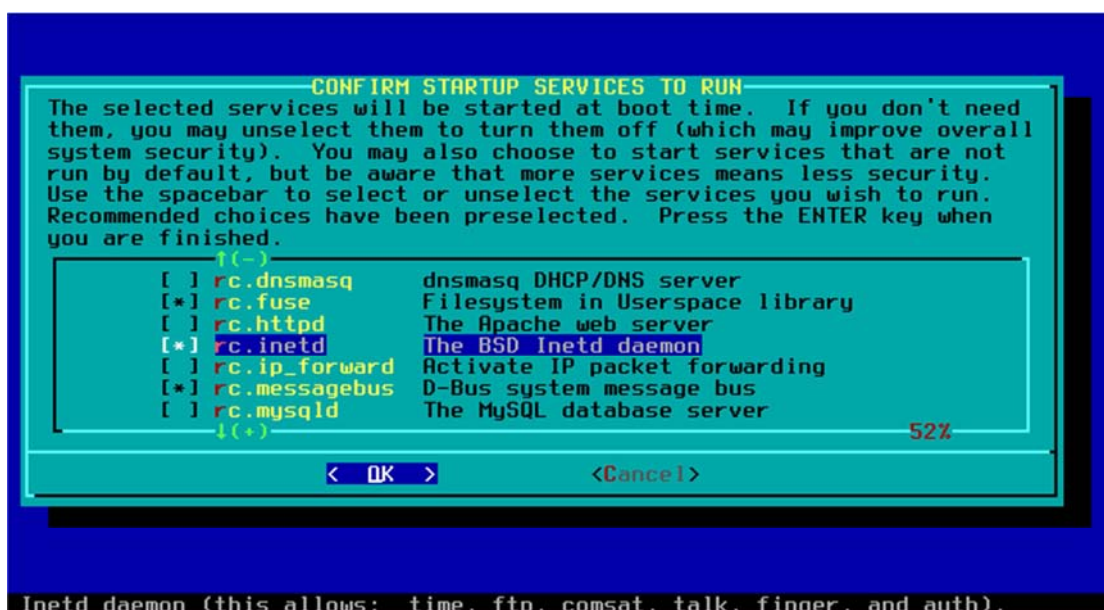 CONFIRM STARTUP SERVICES TO RUN
The selected services will be started at boot time.  If you don't need
them, you may unselect them to turn them off (which may improve overall
system security).  You may also choose to start services that are not
run by default, but be aware that more services means less security.
Use the spacebar to select or unselect the services you wish to run.
Recommended choices have been preselected.  Press the ENTER key when
you are finished.
↑(-)
[ ] rc.dnsmasq     dnsmasq DHCP/DNS server
[*] rc.fuse        Filesystem in Userspace library
[ ] rc.httpd       The Apache web server
[*] rc.inetd       The BSD Inetd daemon
[ ] rc.ip_forward  Activate IP packet forwarding
[*] rc.messagebus  D-Bus system message bus
[ ] rc.mysqld      The MySQL database server
↓(+) 52%
<  OK  > <Cancel>
Inetd daemon (this allows:  time, ftp, comsat, talk, finger, and auth).